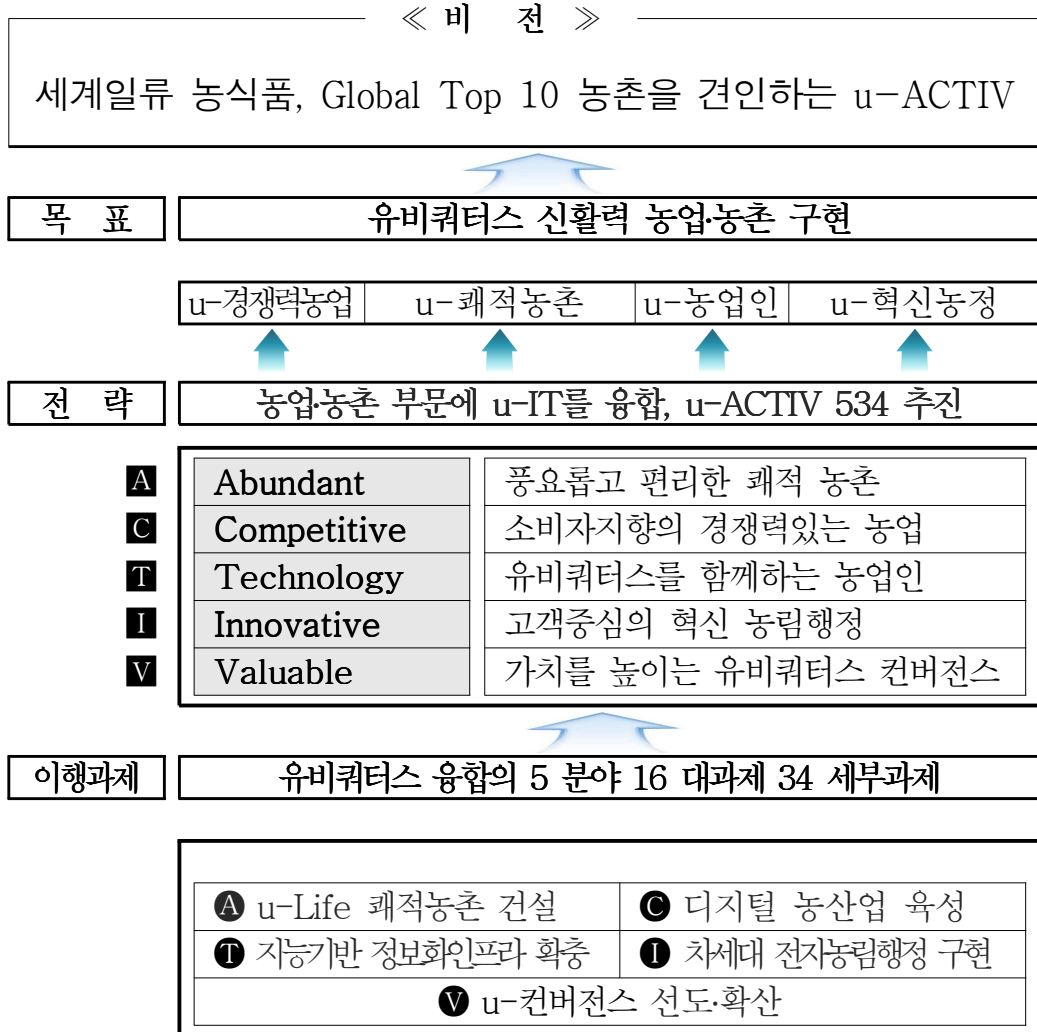 ≪ 비 전 ≫
세계일류 농식품, Global Top 10 농촌을 견인하는 u-ACTIV
목 표 유비쿼터스 신활력 농업·농촌 구현
u-경쟁력농업 u-쾌적농촌 u-농업인 u-혁신농정
전 략 농업·농촌 부문에 u-IT를 융합, u-ACTIV 534 추진
A Abundant 풍요롭고 편리한 쾌적 농촌
C Competitive 소비자지향의 경쟁력있는 농업
T Technology 유비쿼터스를 함께하는 농업인
I Innovative 고객중심의 혁신 농림행정
V Valuable 가치를 높이는 유비쿼터스 컨버전스
이행과제 유비쿼터스 융합의 5 분야 16 대과제 34 세부과제
A u-Life 쾌적농촌 건설 C 디지털 농산업 육성
T 지능기반 정보화인프라 확충 I 차세대 전자농림행정 구현
V u-컨버전스 선도·확산